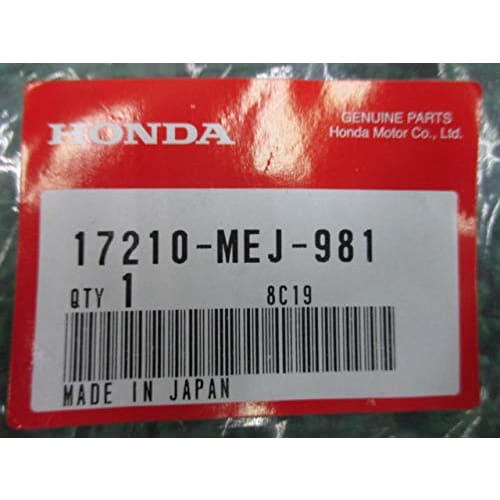 HONDA
GENUINE PARTS
Honda Motor Co., Ltd.
17210-MEJ-981
QTY 1 8C19
MADE IN JAPAN